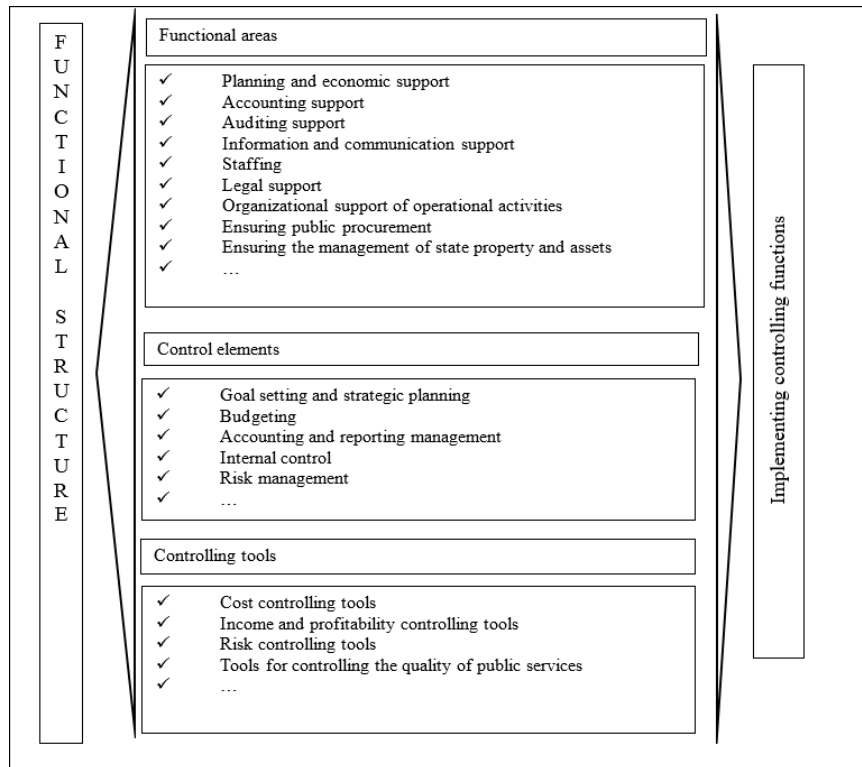 FUNCTIONAL STRUCTURE
Functional areas
✓ Planning and economic support
✓ Accounting support
✓ Auditing support
✓ Information and communication support
✓ Staffing
✓ Legal support
✓ Organizational support of operational activities
✓ Ensuring public procurement
✓ Ensuring the management of state property and assets
✓ …
Control elements
✓ Goal setting and strategic planning
✓ Budgeting
✓ Accounting and reporting management
✓ Internal control
✓ Risk management
✓ …
Controlling tools
✓ Cost controlling tools
✓ Income and profitability controlling tools
✓ Risk controlling tools
✓ Tools for controlling the quality of public services
✓ …
Implementing controlling functions